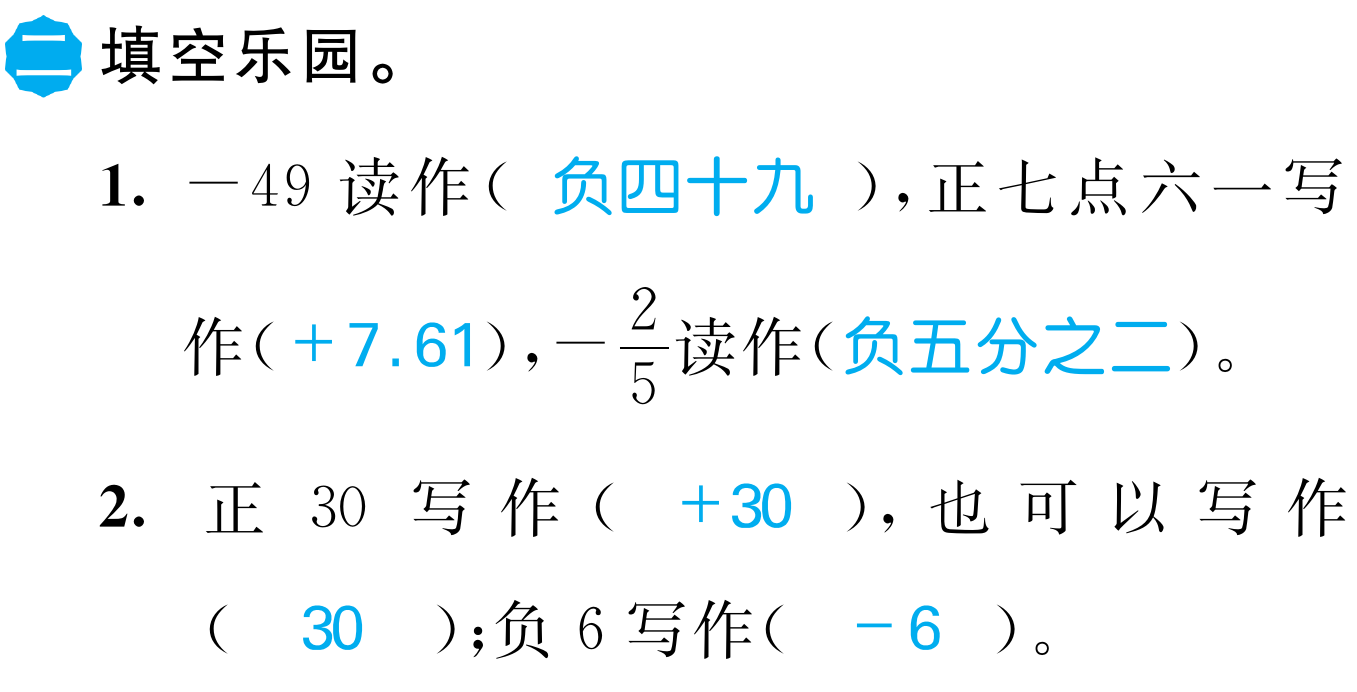 二 填空乐园。
1. －49 读作( 负四十九 ),正七点六一写
作(＋7.61),－2/5读作(负五分之二)。
2. 正 30 写作( ＋30 ),也可以写作
( 30 );负 6 写作( －6 )。